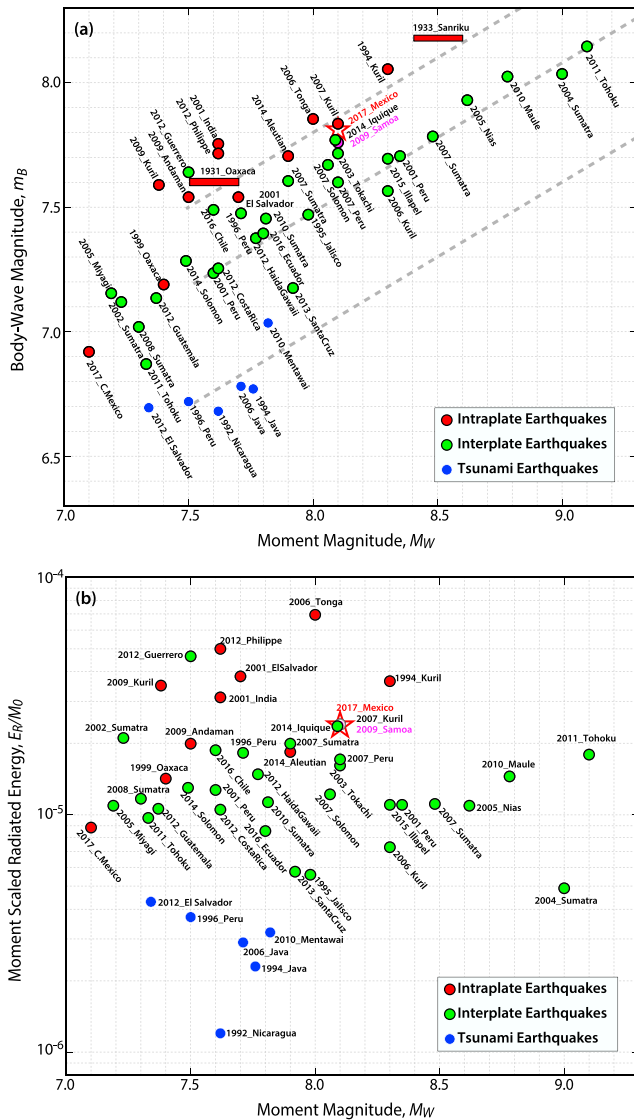 (a)
1933_Sanriku
8.0
7.5
7.0
6.5
Body-Wave Magnitude, mB
1994_Kuril
2006_Tonga
2007_Kuril
2017_Mexico
2014_Iquique
2009_Samoa
2011_Tohoku
2004_Sumatra
2010_Maule
2005_Nias
2007_Sumatra
2001_Peru
2015_Illapel
2006_Kuril
2003_Tokachi
2007_Peru
2007_Solomon
2014_Aleutian
2007_Sumatra
2001_India
2012_Philippe
2012_Guerrero
2009_Andaman
2009_Kuril
1931_Oaxaca
2001
El Salvador
2016_Chile
1996_Peru
2010_Sumatra
2016_Ecuador
2012_HaidaGawaii
1995_Jalisco
2013_SantaCruz
2012_CostaRica
2001_Peru
2014_Solomon
1999_Oaxaca
2005_Miyagi
2002_Sumatra
2012_Guatemala
2008_Sumatra
2011_Tohoku
2017_C.Mexico
2010_Mentawai
2012_El Salvador
1996_Peru
1992_Nicaragua
2006_Java
1994_Java
Intraplate Earthquakes
Interplate Earthquakes
Tsunami Earthquakes
7.0 7.5 8.0 8.5 9.0
Moment Magnitude, MW
(b)
10-4
10-5
10-6
Moment Scaled Radiated Energy, ER/M0
2006_Tonga
2012_Philippe
2012_Guerrero
2001_ElSalvador
2009_Kuril
2001_India
1994_Kuril
2017_Mexico
2007_Kuril
2014_Iquique
2009_Samoa
2002_Sumatra
2009_Andaman
1996_Peru
2007_Sumatra
2014_Aleutian
2007_Peru
2003_Tokachi
2011_Tohoku
2010_Maule
1999_Oaxaca
2016_Chile
2012_HaidaGawaii
2008_Sumatra
2005_Miyagi
2011_Tohoku
2012_Guatemala
2014_Solomon
2001_Peru
2012_CostaRica
2010_Sumatra
2016_Ecuador
2007_Solomon
2015_Illapel
2001_Peru
2007_Sumatra
2005_Nias
2006_Kuril
2017_C.Mexico
2013_SantaCruz
1995_Jalisco
2004_Sumatra
2012_El Salvador
1996_Peru
2010_Mentawai
2006_Java
1994_Java
1992_Nicaragua
Intraplate Earthquakes
Interplate Earthquakes
Tsunami Earthquakes
7.0 7.5 8.0 8.5 9.0
Moment Magnitude, MW